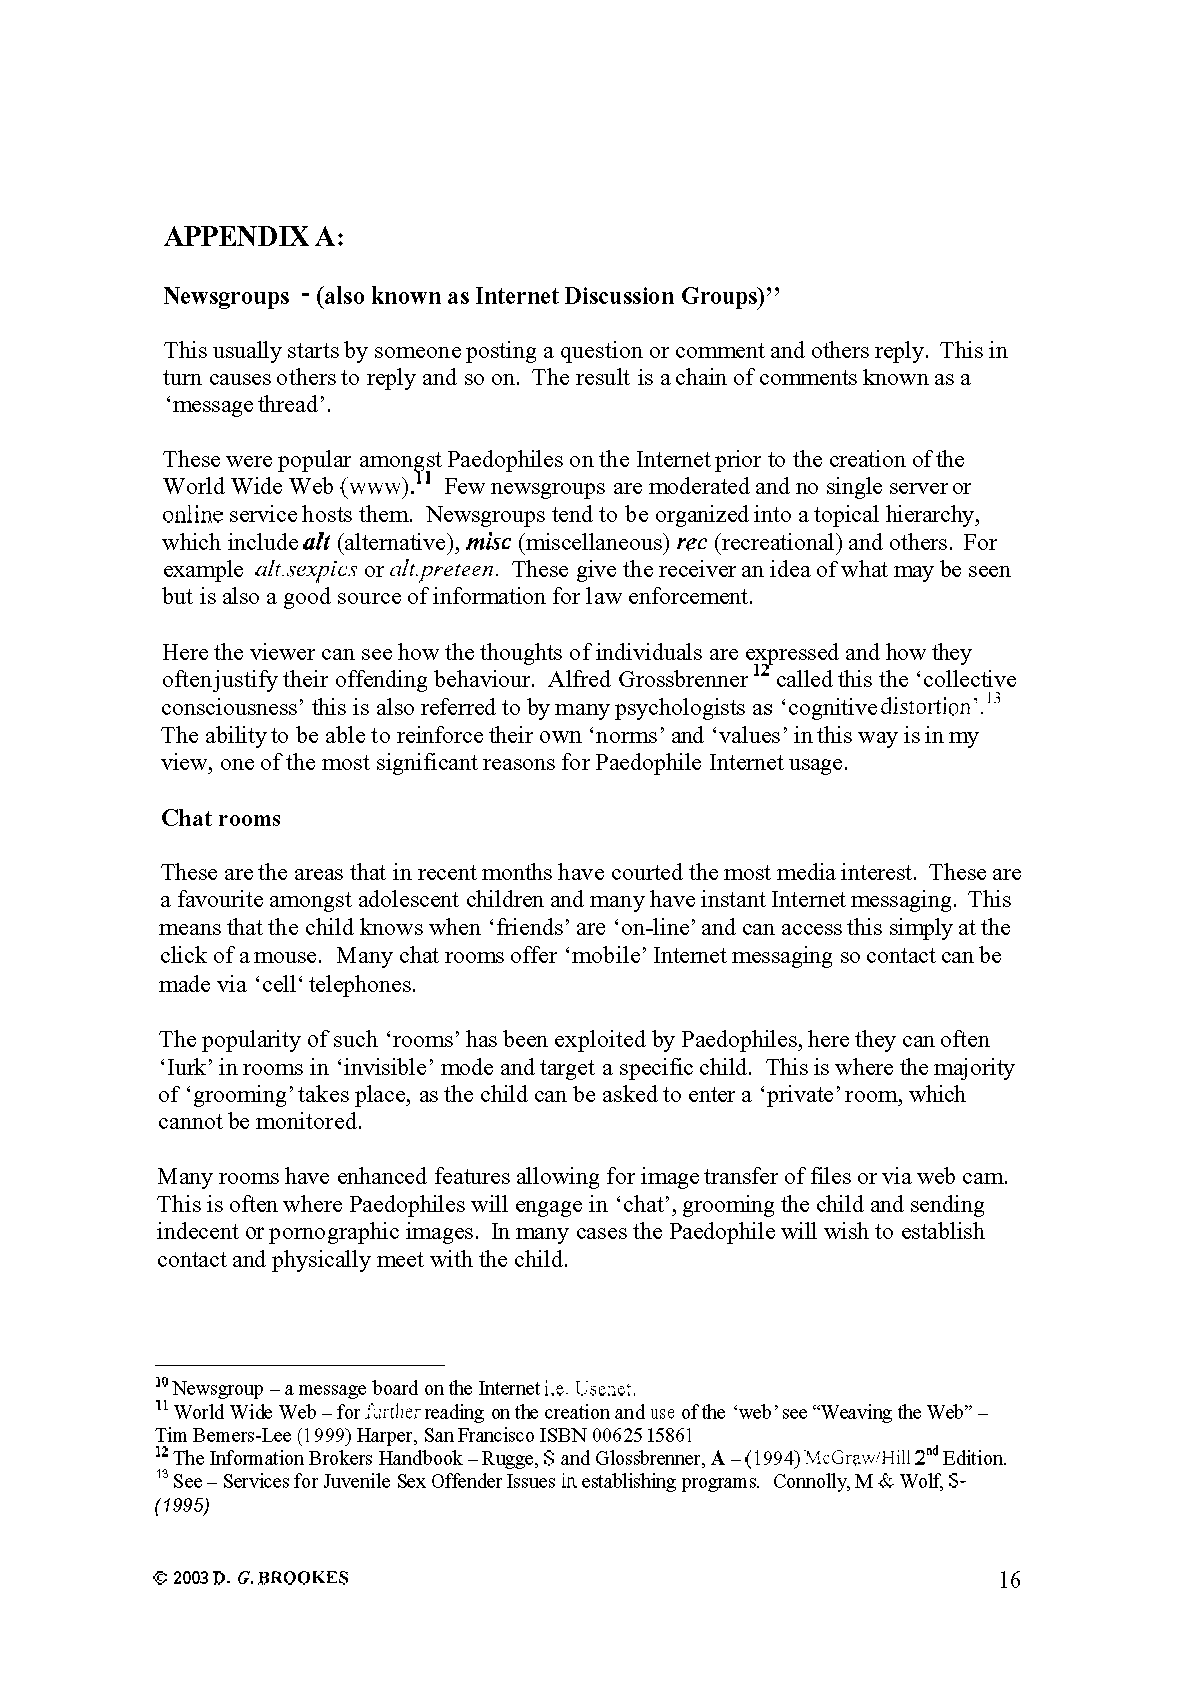 APPENDIX A:
Newsgroups - (also known as Internet Discussion Groups)’’
This usually starts by someone posting a question or comment and others reply. This in
turn causes others to reply and so on. The result is a chain of comments known as a
‘message thread’.
These were popular amongst Paedophiles on the Internet prior to the creation of the
World Wide Web (www).11 Few newsgroups are moderated and no single server or
online service hosts them. Newsgroups tend to be organized into a topical hierarchy,
which include alt (alternative), misc (miscellaneous) rec (recreational) and others. For
example alt.sexpics or alt.preteen. These give the receiver an idea of what may be seen
but is also a good source of information for law enforcement.
Here the viewer can see how the thoughts of individuals are expressed and how they
often justify their offending behaviour. Alfred Grossbrenner 12 called this the ‘collective
consciousness’ this is also referred to by many psychologists as ‘cognitive distortion’.13
The ability to be able to reinforce their own ‘norms’ and ‘values’ in this way is in my
view, one of the most significant reasons for Paedophile Internet usage.
Chat rooms
These are the areas that in recent months have courted the most media interest. These are
a favourite amongst adolescent children and many have instant Internet messaging. This
means that the child knows when ‘friends’ are ‘on-line’ and can access this simply at the
click of a mouse. Many chat rooms offer ‘mobile’ Internet messaging so contact can be
made via ‘cell‘ telephones.
The popularity of such ‘rooms’ has been exploited by Paedophiles, here they can often
‘Iurk’ in rooms in ‘invisible’ mode and target a specific child. This is where the majority
of ‘grooming’ takes place, as the child can be asked to enter a ‘private’ room, which
cannot be monitored.
Many rooms have enhanced features allowing for image transfer of files or via web cam.
This is often where Paedophiles will engage in ‘chat’, grooming the child and sending
indecent or pornographic images. In many cases the Paedophile will wish to establish
contact and physically meet with the child.
10 Newsgroup – a message board on the Internet i.e. Usenet.
11 World Wide Web – for further reading on the creation and use of the ‘web’ see “Weaving the Web” –
Tim Bemers-Lee (1999) Harper, San Francisco ISBN 0062515861
12 The Information Brokers Handbook – Rugge, S and Glossbrenner, A – (1994) McGraw/Hill 2nd Edition.
13 See – Services for Juvenile Sex Offender Issues in establishing programs. Connolly, M & Wolf, S-
(1995)
© 2003 D. G. BROOKES
16